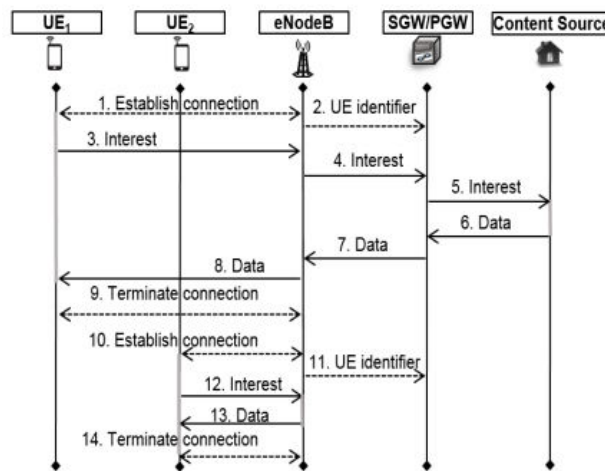 UE1 UE2 eNodeB SGW/PGW Content Source
1. Establish connection
2. UE identifier
3. Interest
4. Interest
5. Interest
6. Data
7. Data
8. Data
9. Terminate connection
10. Establish connection
11. UE identifier
12. Interest
13. Data
14. Terminate connection